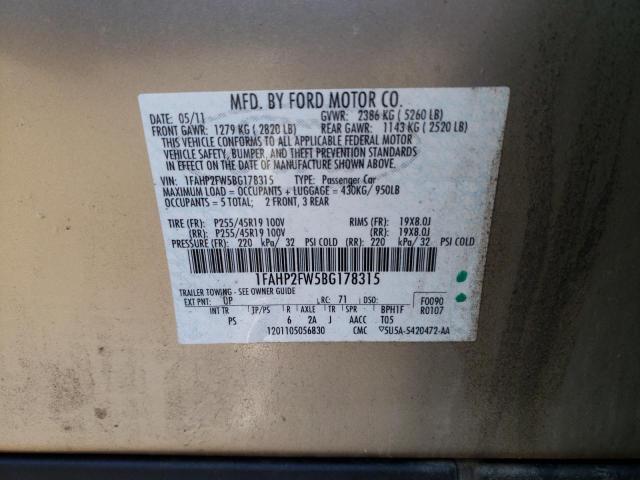 MFD. BY FORD MOTOR CO.
DATE: 05/11 GVWR: 2386 KG ( 5260 LB)
FRONT GAWR: 1279 KG ( 2820 LB) REAR GAWR: 1143 KG ( 2520 LB)
THIS VEHICLE CONFORMS TO ALL APPLICABLE FEDERAL MOTOR
VEHICLE SAFETY, BUMPER, AND THEFT PREVENTION STANDARDS
IN EFFECT ON THE DATE OF MANUFACTURE SHOWN ABOVE.
VEHICLE: 1FAHP2FW5BG178315 TYPE: Passenger Car
MAXIMUM LOAD = OCCUPANTS + LUGGAGE = 430KG/ 950LB
OCCUPANTS = 5 TOTAL; 2 FRONT, 3 REAR
TIRE (FR): P255/45R19 100V RIMS (FR): 19X8.0J
(RR): P255/45R19 100V (RR): 19X8.0J
PRESSURE (FR): 220 kPa/ 32 PSI COLD (RR): 220 kPa/ 32 PSI COLD
1FAHP2FW5BG178315
TRAILER TOWING - SEE OWNER GUIDE
EXT PNT: UP RC: 71 DSO: F0090
INT TR TP/PS R AXLE TR SPR BPH1F R0107
PS 6 2A J AACC T05
1201105056830 CMC 5U5A-5420472-AA